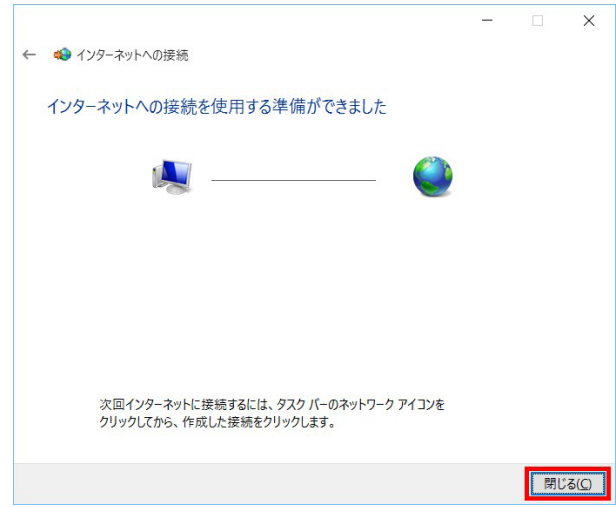 インターネットへの接続
インターネットへの接続を使用する準備ができました
次回インターネットに接続するには、タスク バーのネットワーク アイコンを
クリックしてから、作成した接続をクリックします。
閉じる(C)